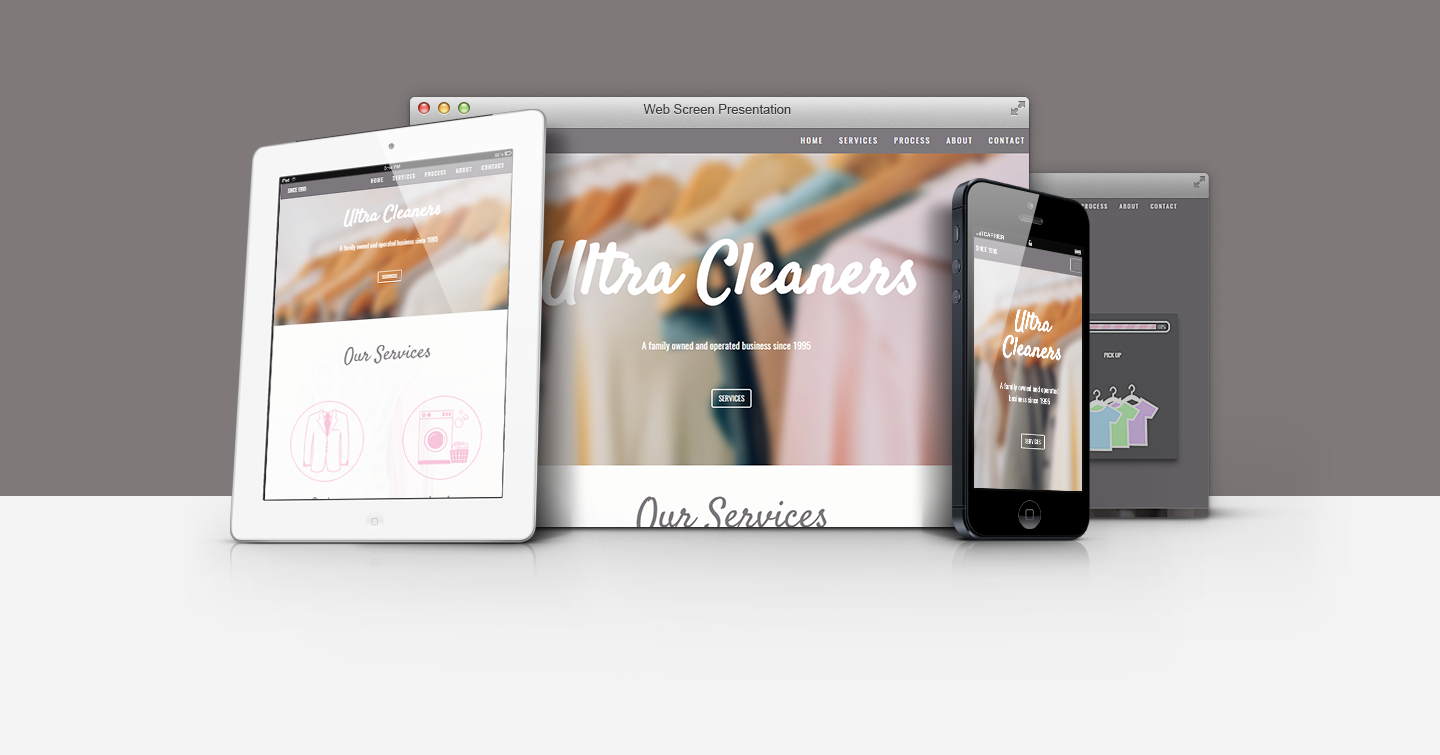 Web Screen Presentation
HOME SERVICES PROCESS ABOUT CONTACT
Ultra Cleaners
A family owned and operated business since 1995
SERVICES
Our Services
iPad
SINCE 1995
HOME SERVICES PROCESS ABOUT CONTACT
Ultra Cleaners
A family owned and operated business since 1995
SERVICES
Our Services
CARRIER
SINCE 1995
Ultra
Cleaners
A family owned and operated
business since 1995
SERVICES
PROCESS ABOUT CONTACT
PICK UP